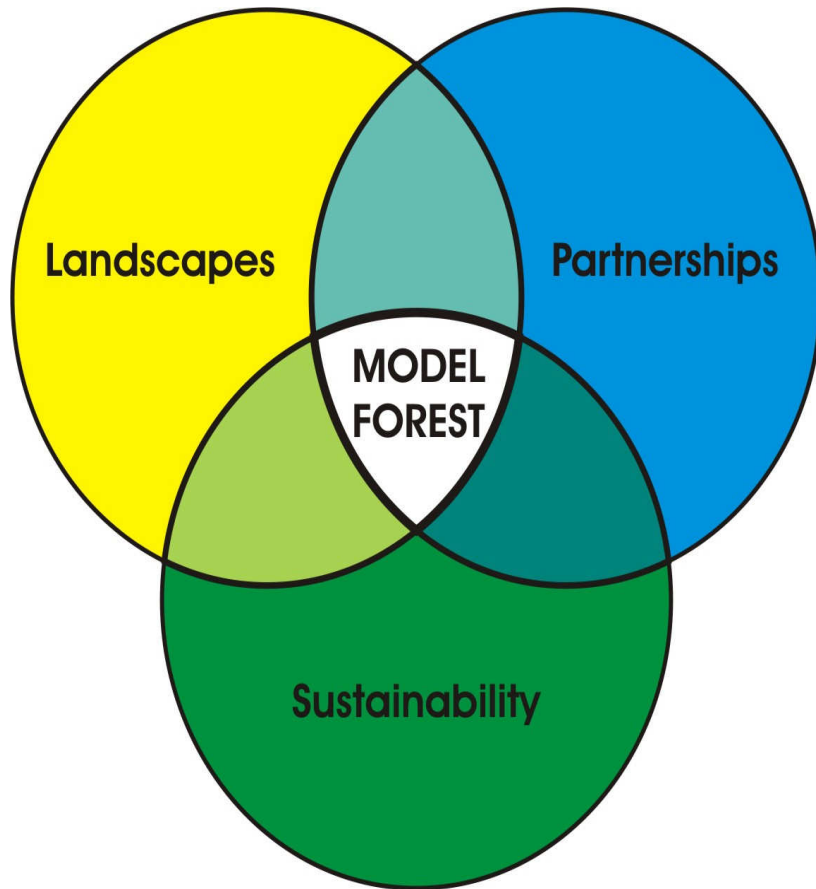 Landscapes
Partnerships
MODEL
FOREST
Sustainability